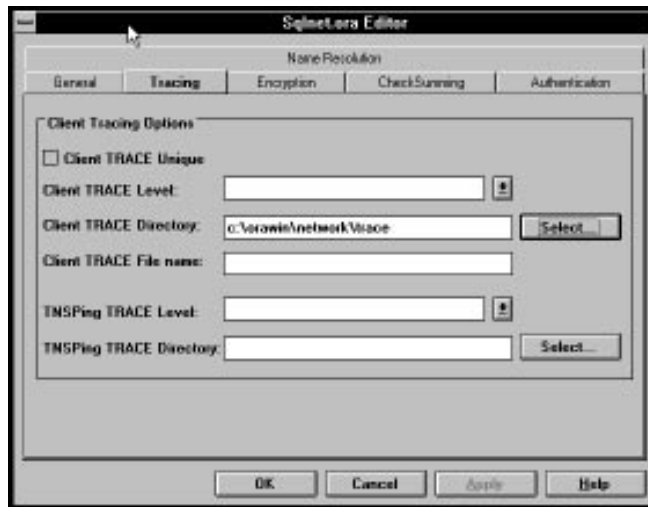 Sqlnet.ora Editor
Name Resolution
General Tracing Encryption CheckSumming Authentication
Client Tracing Options
Client TRACE Unique
Client TRACE Level:
Client TRACE Directory: c:\orawin\network\trace Select...
Client TRACE File name:
TNSPing TRACE Level:
TNSPing TRACE Directory: Select...
OK Cancel Apply Help